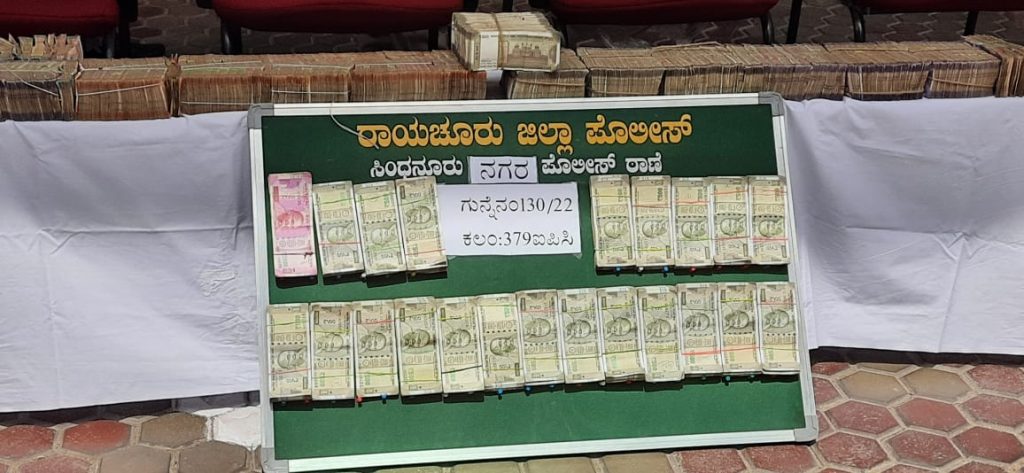 ರಾಯಚೂರು ಜಿಲ್ಲಾ ಪೊಲೀಸ್
ಸಿಂಧನೂರು ನಗರ ಪೊಲೀಸ್ ಠಾಣೆ
ಗುನ್ನೆನಂ130/22
ಕಲಂ:379ಐಪಿಸಿ